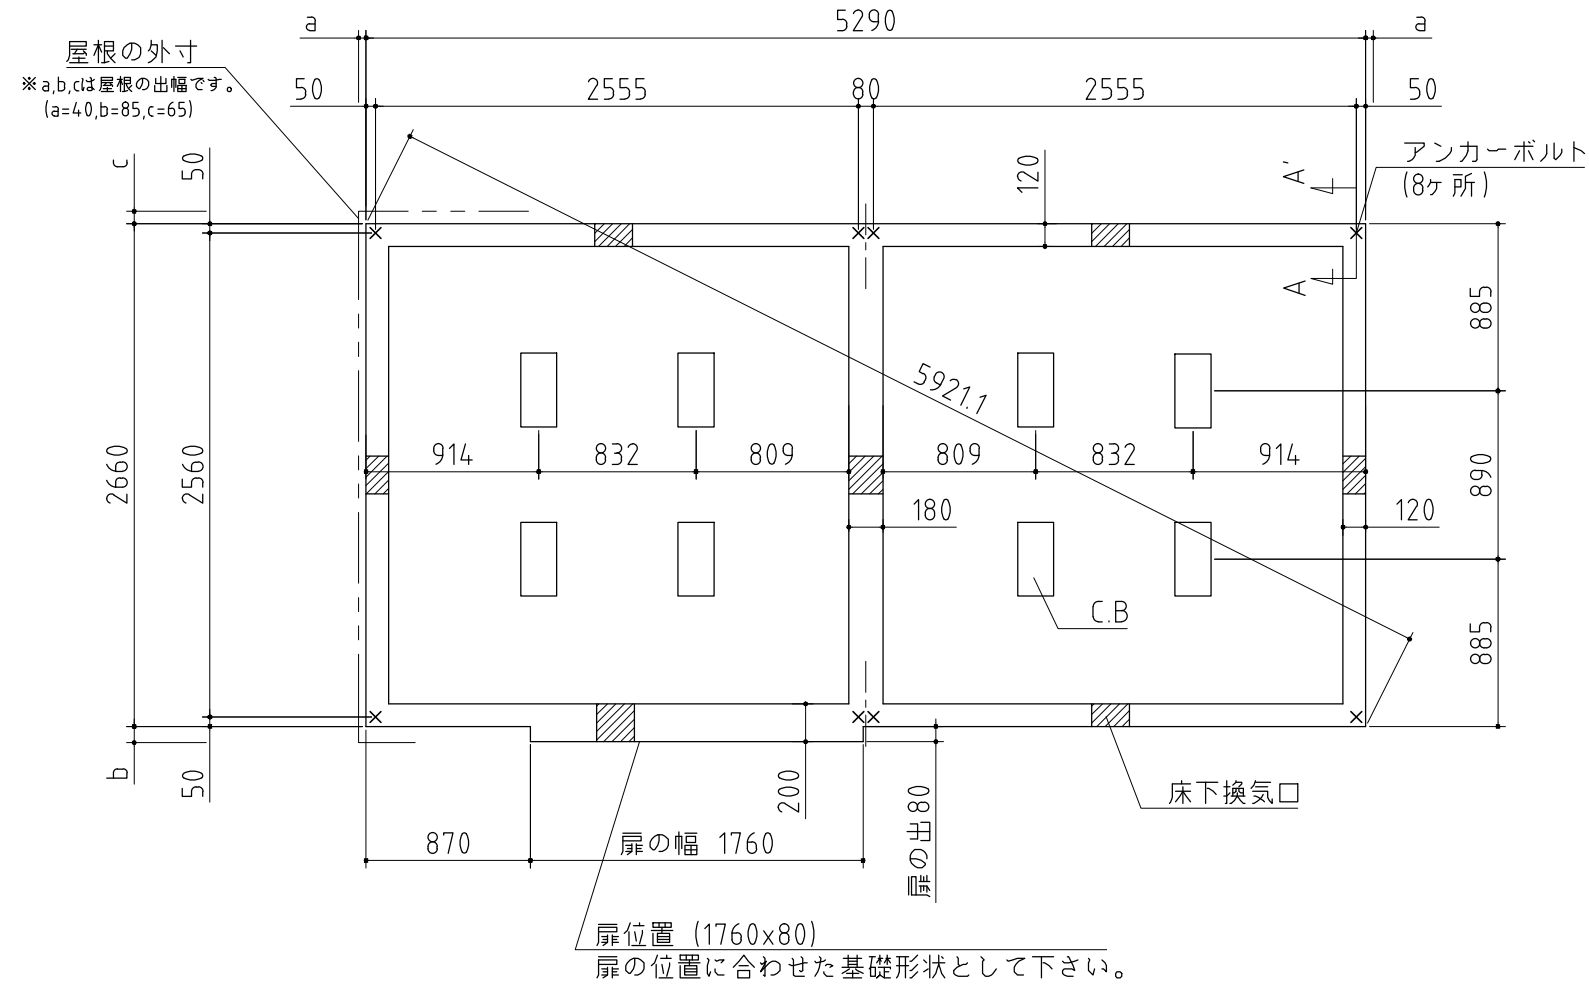 a
5290
a
屋根の外寸
※a,b,cは屋根の出幅です。
(a=40,b=85,c=65)
50
2555
80
2555
50
アンカーボルト
(8ヶ所)
c
50
120
A'
A
885
5921.1
2660
2560
914
832
809
809
832
914
890
180
120
C.B
885
b
50
200
扉の出80
床下換気口
870
扉の幅 1760
扉位置 (1760x80)
扉の位置に合わせた基礎形状として下さい。